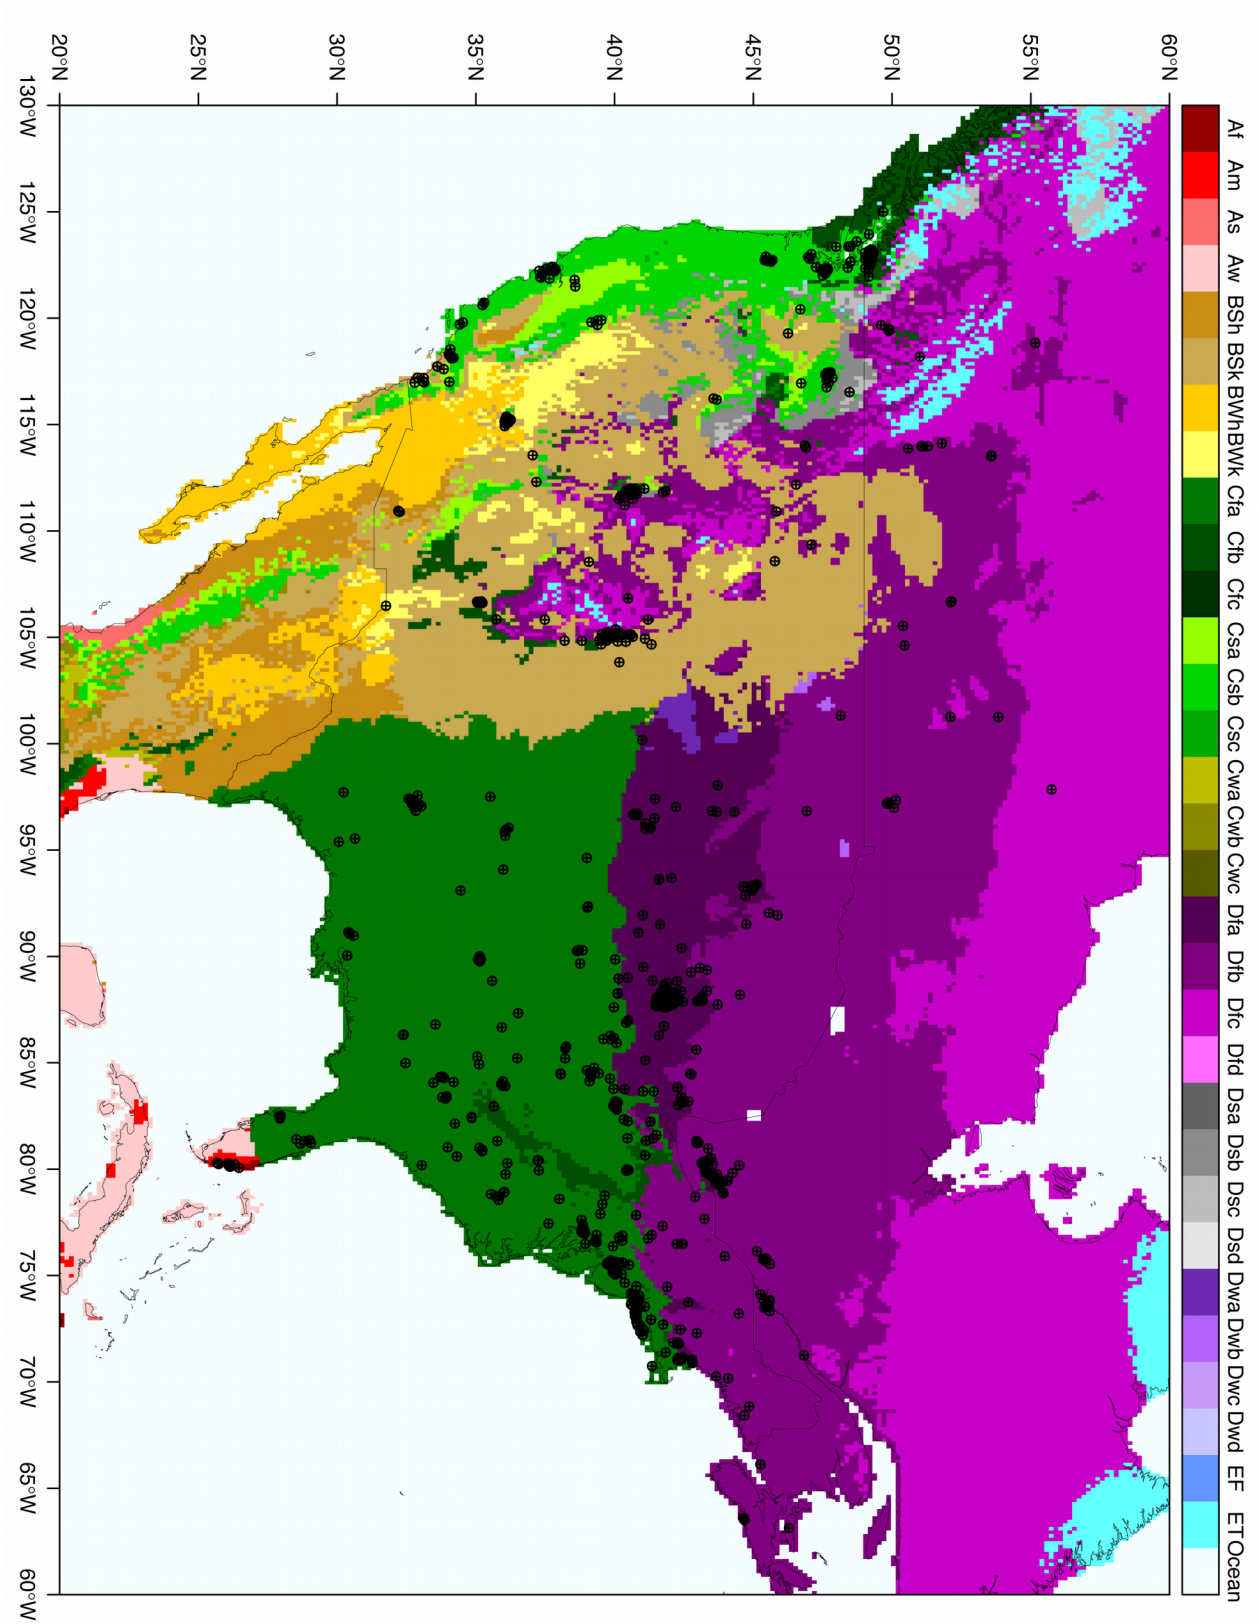 20°N 25°N 30°N 35°N 40°N 45°N 50°N 55°N 60°N
130°W 125°W 120°W 115°W 110°W 105°W 100°W 95°W 90°W 85°W 80°W 75°W 70°W 65°W 60°W
Af Am As Aw BSh BSk BWh BWk Cfa Cfb Cfc Csa Csb Csc Cwa Cwb Cwc Dfa Dfb Dfc Dfd Dsa Dsb Dsc Dsd Dwa Dwb Dwc Dwd EF ET Ocean